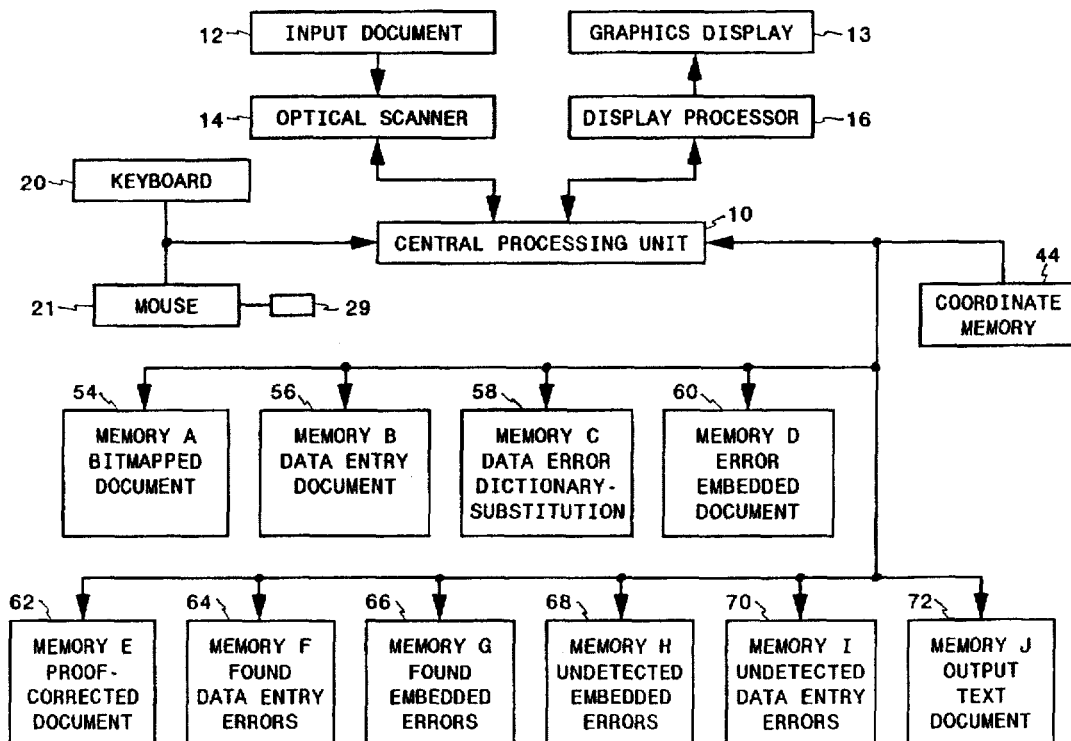 12 INPUT DOCUMENT
GRAPHICS DISPLAY 13
14 OPTICAL SCANNER
DISPLAY PROCESSOR 16
20 KEYBOARD
10
CENTRAL PROCESSING UNIT
21 MOUSE 29
44
COORDINATE
MEMORY
54
MEMORY A
BITMAPPED
DOCUMENT
56
MEMORY B
DATA ENTRY
DOCUMENT
58
MEMORY C
DATA ERROR
DICTIONARY-
SUBSTITUTION
60
MEMORY D
ERROR
EMBEDDED
DOCUMENT
62
MEMORY E
PROOF-
CORRECTED
DOCUMENT
64
MEMORY F
FOUND
DATA ENTRY
ERRORS
66
MEMORY G
FOUND
EMBEDDED
ERRORS
68
MEMORY H
UNDETECTED
EMBEDDED
ERRORS
70
MEMORY I
UNDETECTED
DATA ENTRY
ERRORS
72
MEMORY J
OUTPUT
TEXT
DOCUMENT